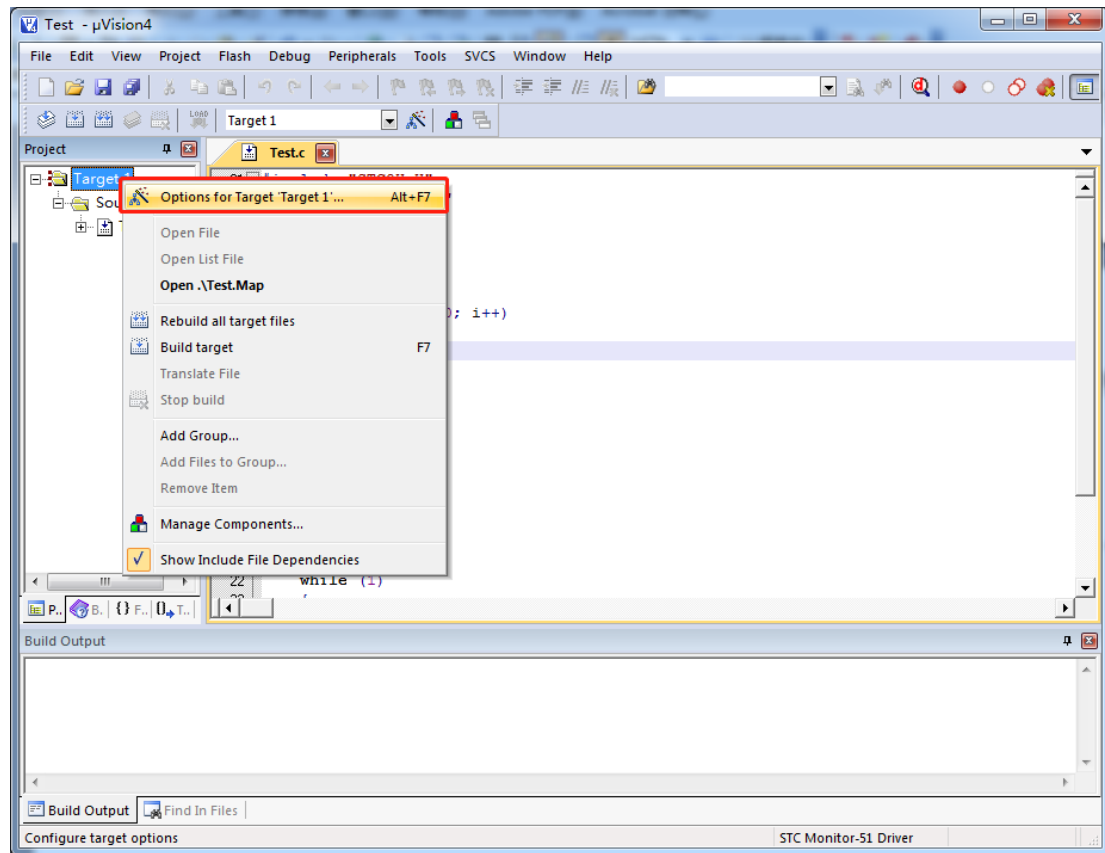 Test - µVision4
File Edit View Project Flash Debug Peripherals Tools SVCS Window Help
Target 1
Project
Test.c
Target
Options for Target 'Target 1'... Alt+F7
Sou
Open File
Open List File
Open .\Test.Map
; i++)
Rebuild all target files
Build target F7
Translate File
Stop build
Add Group...
Add Files to Group...
Remove Item
Manage Components...
Show Include File Dependencies
22 while (1)
P.. B. {} F.. 0 T..
Build Output
Build Output Find In Files
Configure target options STC Monitor-51 Driver